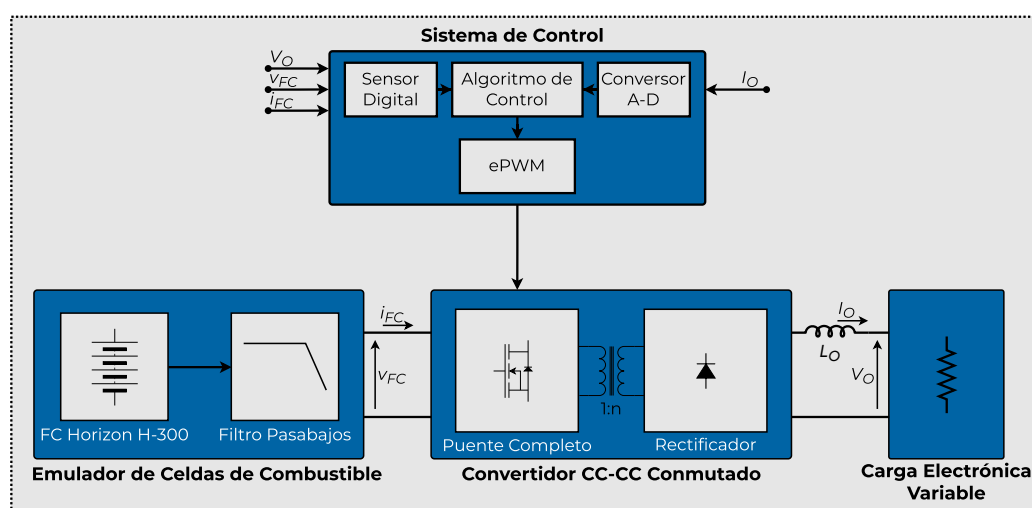 Sistema de Control
V_O
v_FC
i_FC
Sensor
Digital
Algoritmo de
Control
Conversor
A-D
I_O
ePWM
i_FC
v_FC
FC Horizon H-300
Filtro Pasabajos
Emulador de Celdas de Combustible
1:n
Puente Completo
Rectificador
Convertidor CC-CC Conmutado
I_O
L_O
V_O
Carga Electrónica
Variable